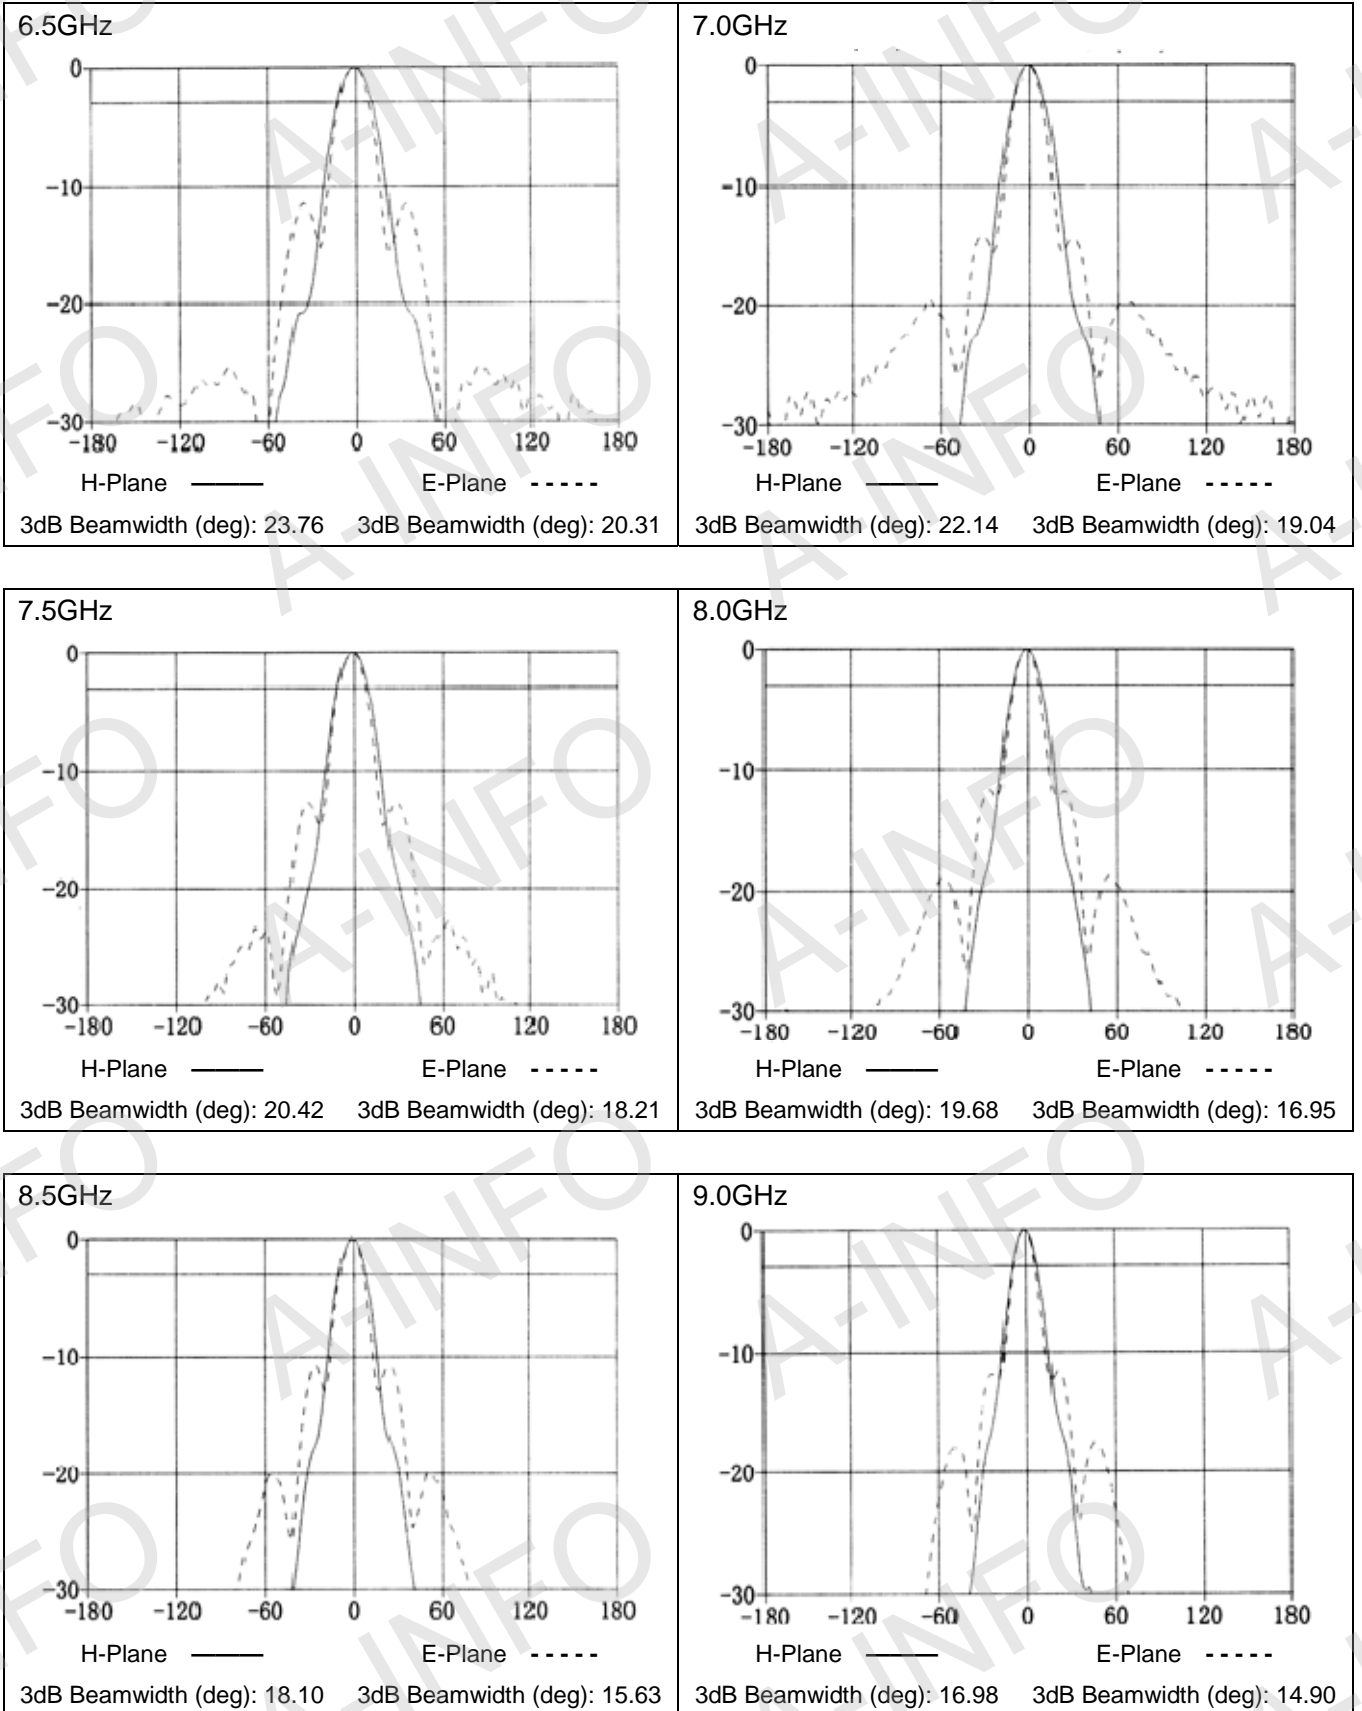 6.5GHz
0
-10
-20
-30
-180 -120 -60 0 60 120 180
H-Plane ——— E-Plane -----
3dB Beamwidth (deg): 23.76 3dB Beamwidth (deg): 20.31
7.0GHz
0
-10
-20
-30
-180 -120 -60 0 60 120 180
H-Plane ——— E-Plane -----
3dB Beamwidth (deg): 22.14 3dB Beamwidth (deg): 19.04
7.5GHz
0
-10
-20
-30
-180 -120 -60 0 60 120 180
H-Plane ——— E-Plane -----
3dB Beamwidth (deg): 20.42 3dB Beamwidth (deg): 18.21
8.0GHz
0
-10
-20
-30
-180 -120 -60 0 60 120 180
H-Plane ——— E-Plane -----
3dB Beamwidth (deg): 19.68 3dB Beamwidth (deg): 16.95
8.5GHz
0
-10
-20
-30
-180 -120 -60 0 60 120 180
H-Plane ——— E-Plane -----
3dB Beamwidth (deg): 18.10 3dB Beamwidth (deg): 15.63
9.0GHz
0
-10
-20
-30
-180 -120 -60 0 60 120 180
H-Plane ——— E-Plane -----
3dB Beamwidth (deg): 16.98 3dB Beamwidth (deg): 14.90
A-INFO